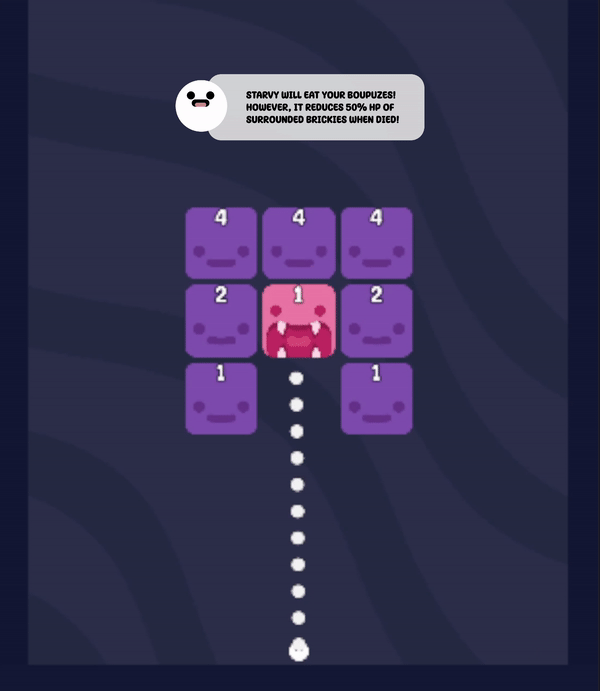 STARVY WILL EAT YOUR BOUPUZES!
HOWEVER, IT REDUCES 50% HP OF
SURROUNDED BRICKIES WHEN DIED!
4 4 4
2 1 2
1 1